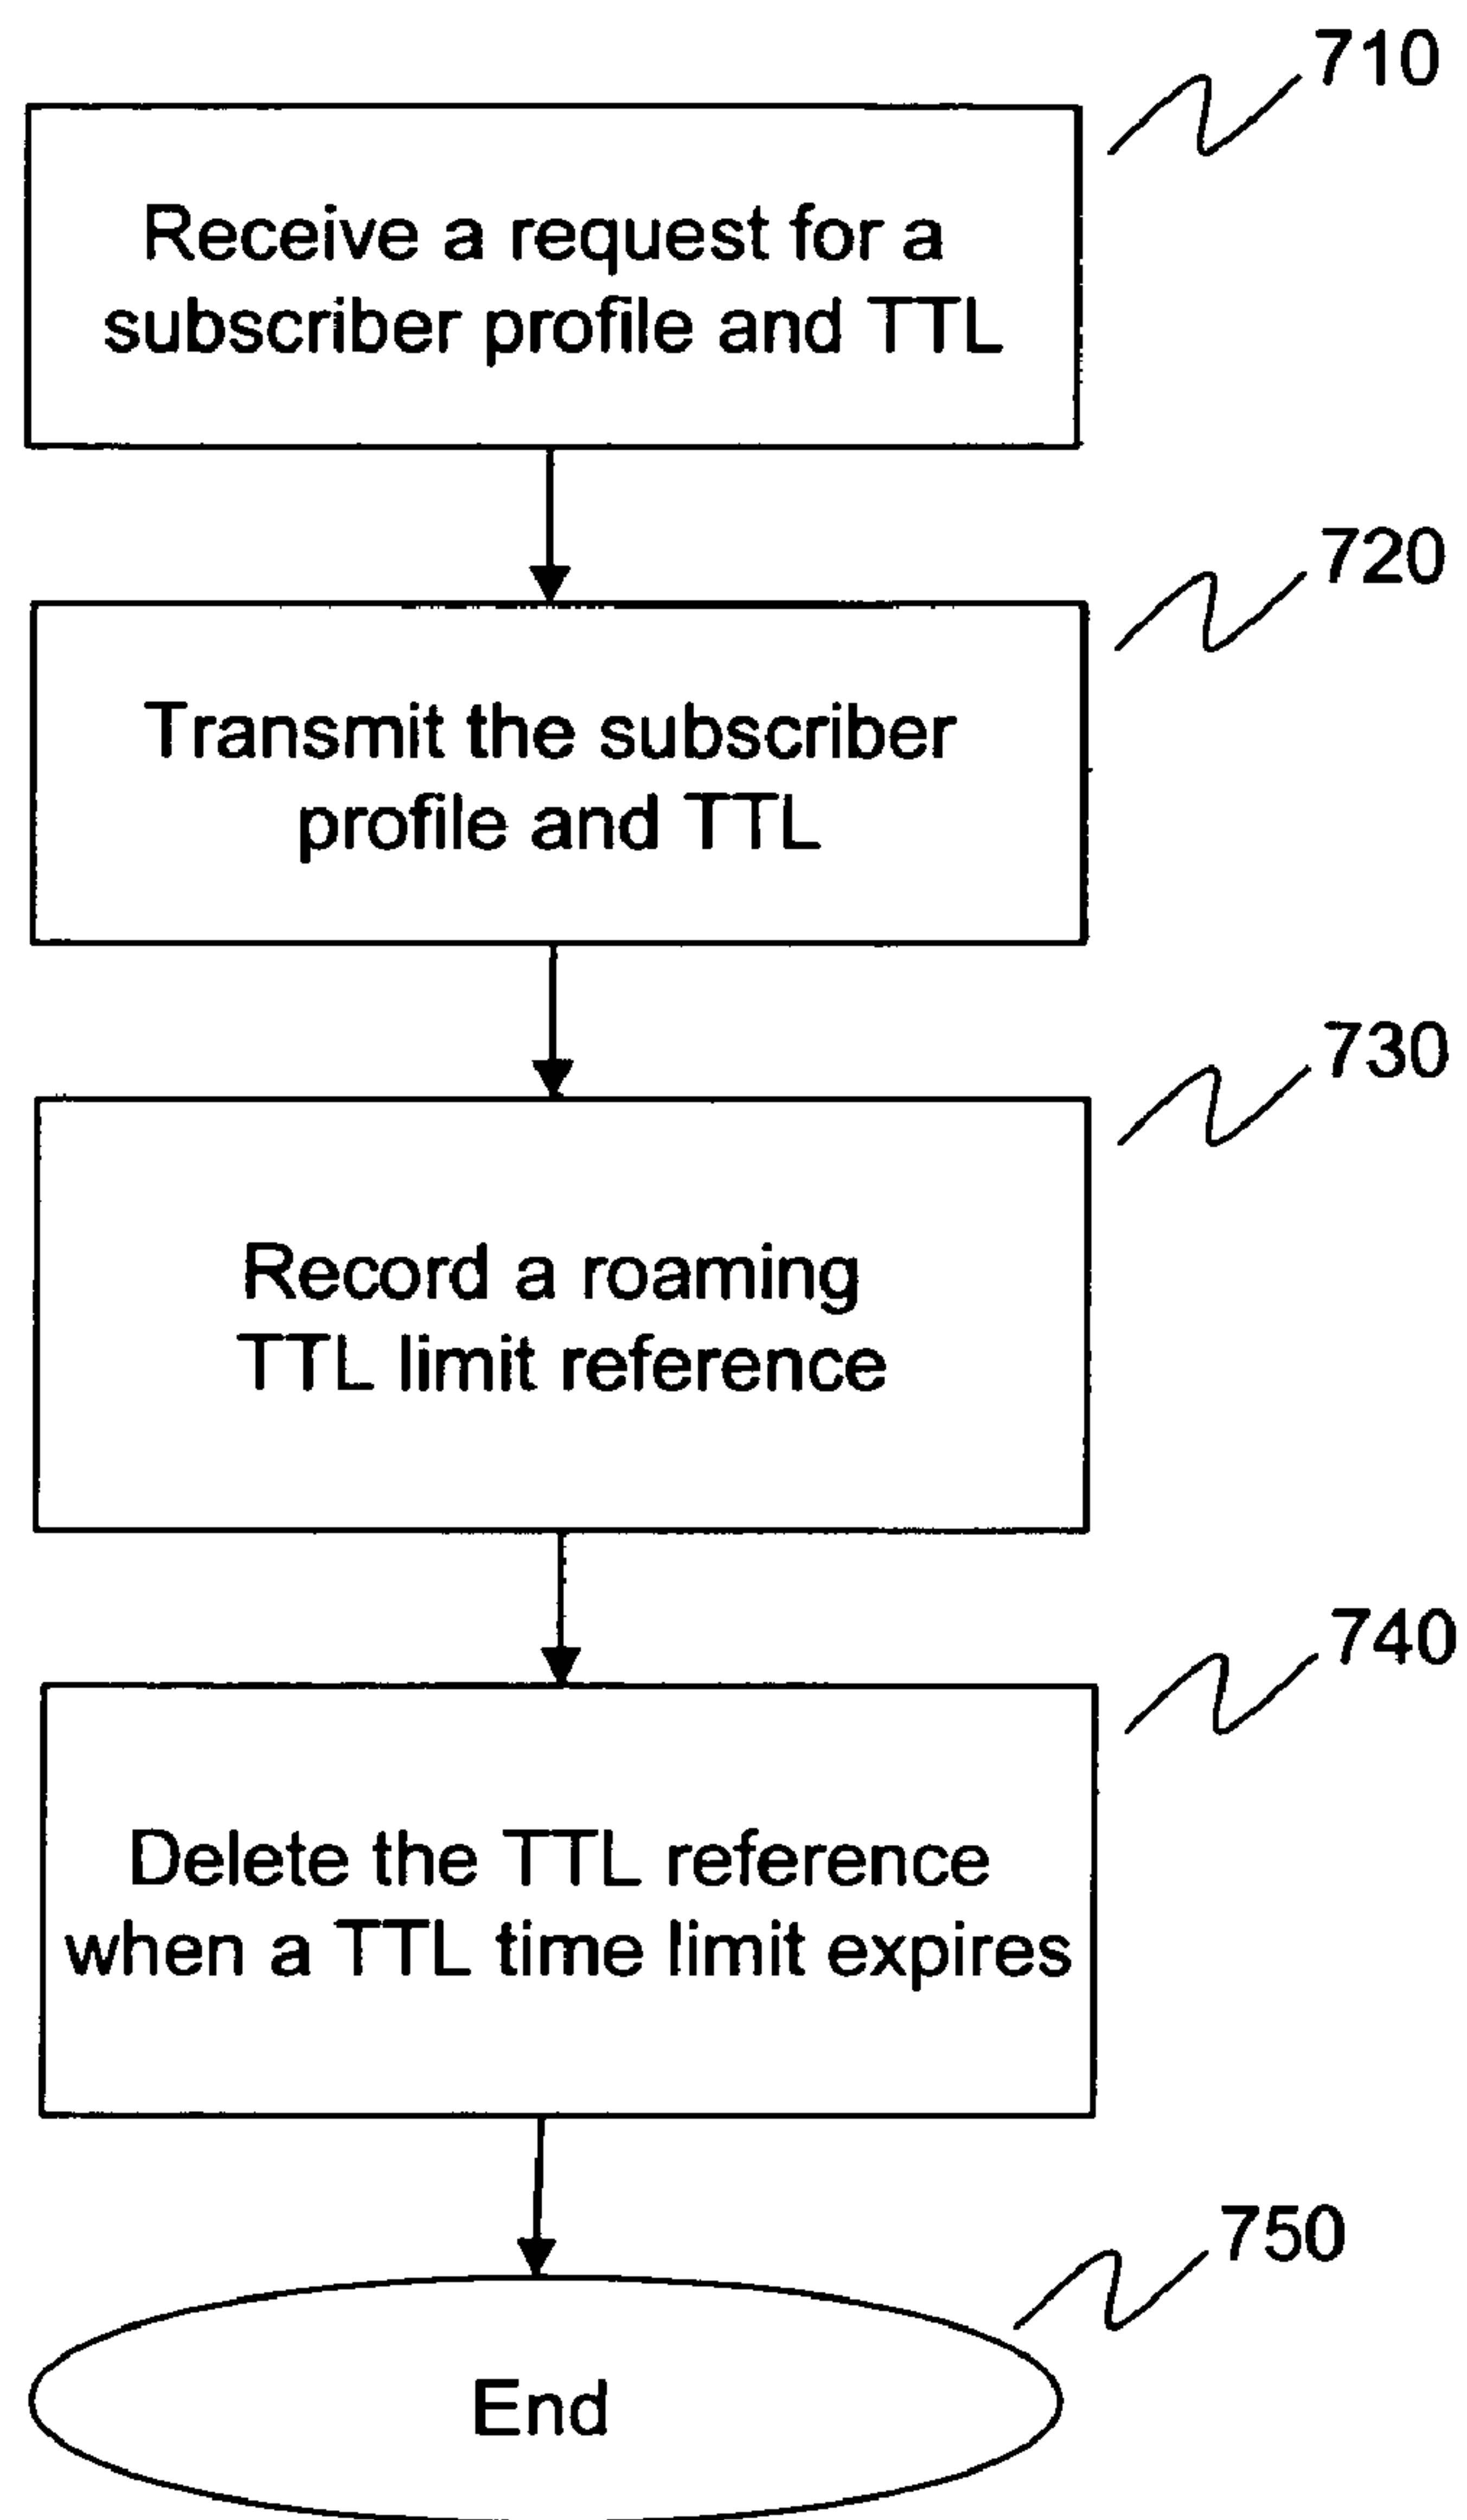 710
Receive a request for a
subscriber profile and TTL
720
Transmit the subscriber
profile and TTL
730
Record a roaming
TTL limit reference
740
Delete the TTL reference
when a TTL time limit expires
750
End